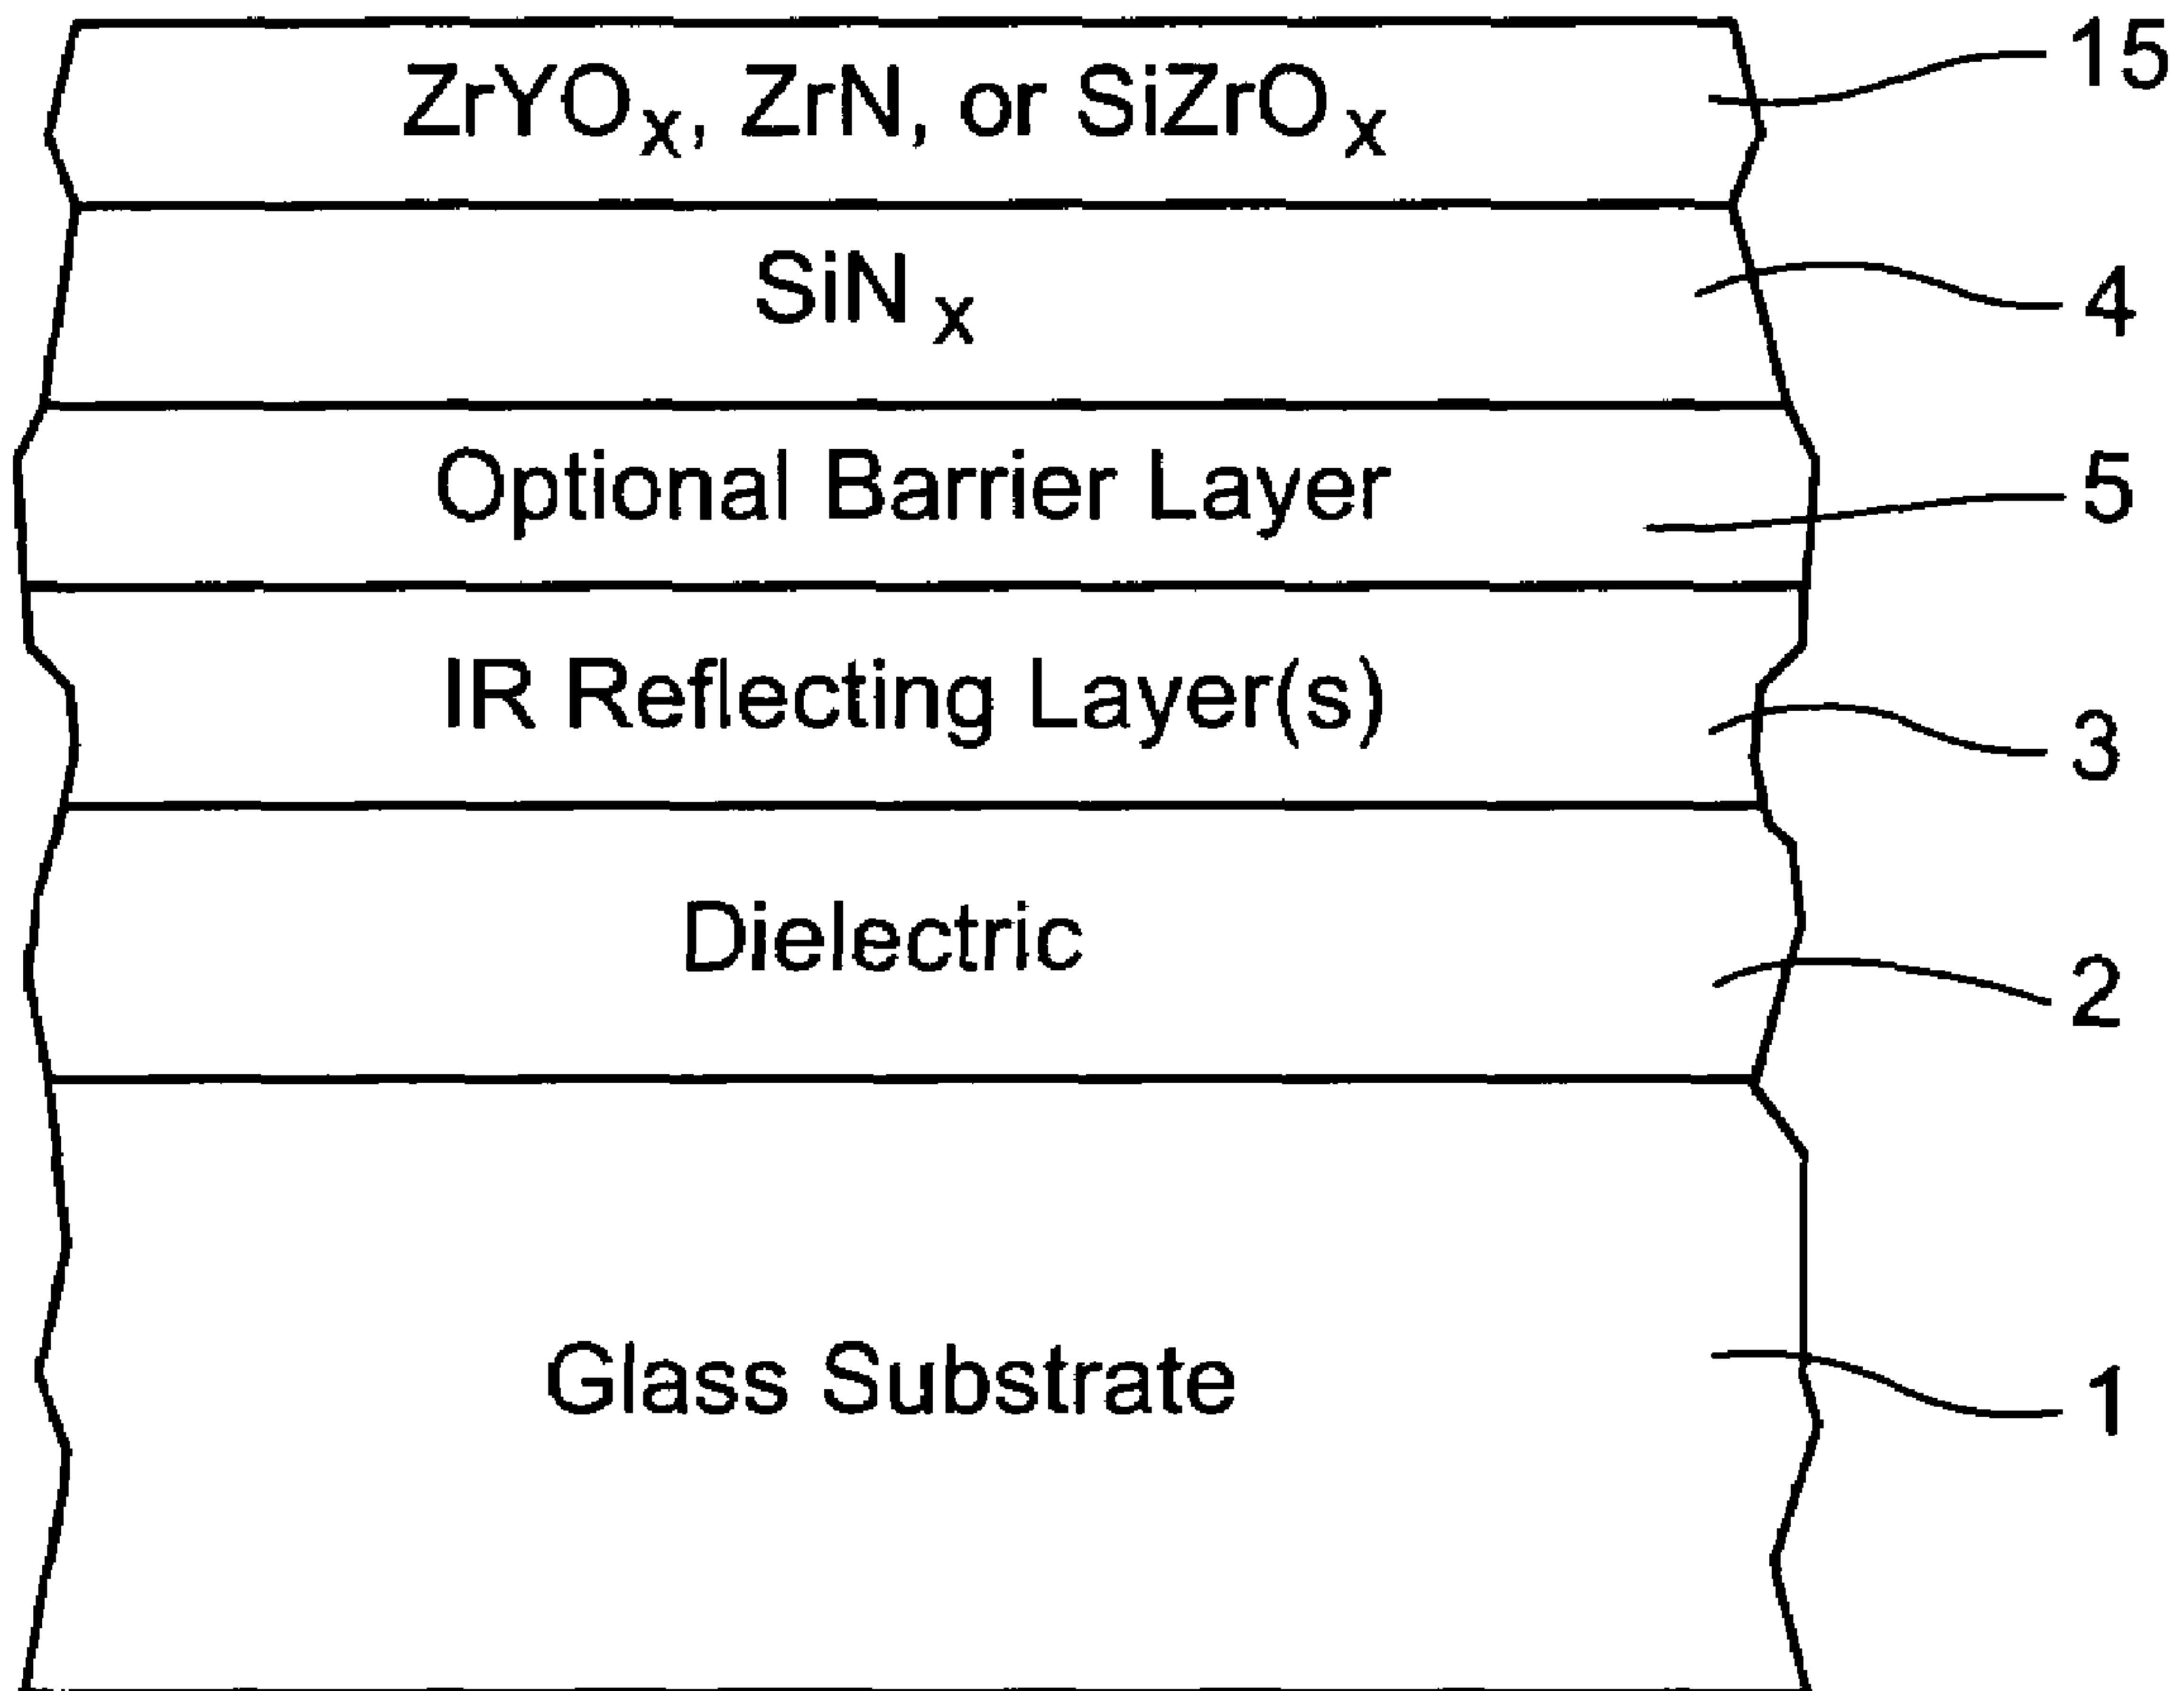 ZrYOx, ZrN, or SiZrOx
15
SiNx
4
Optional Barrier Layer
5
IR Reflecting Layer(s)
3
Dielectric
2
Glass Substrate
1